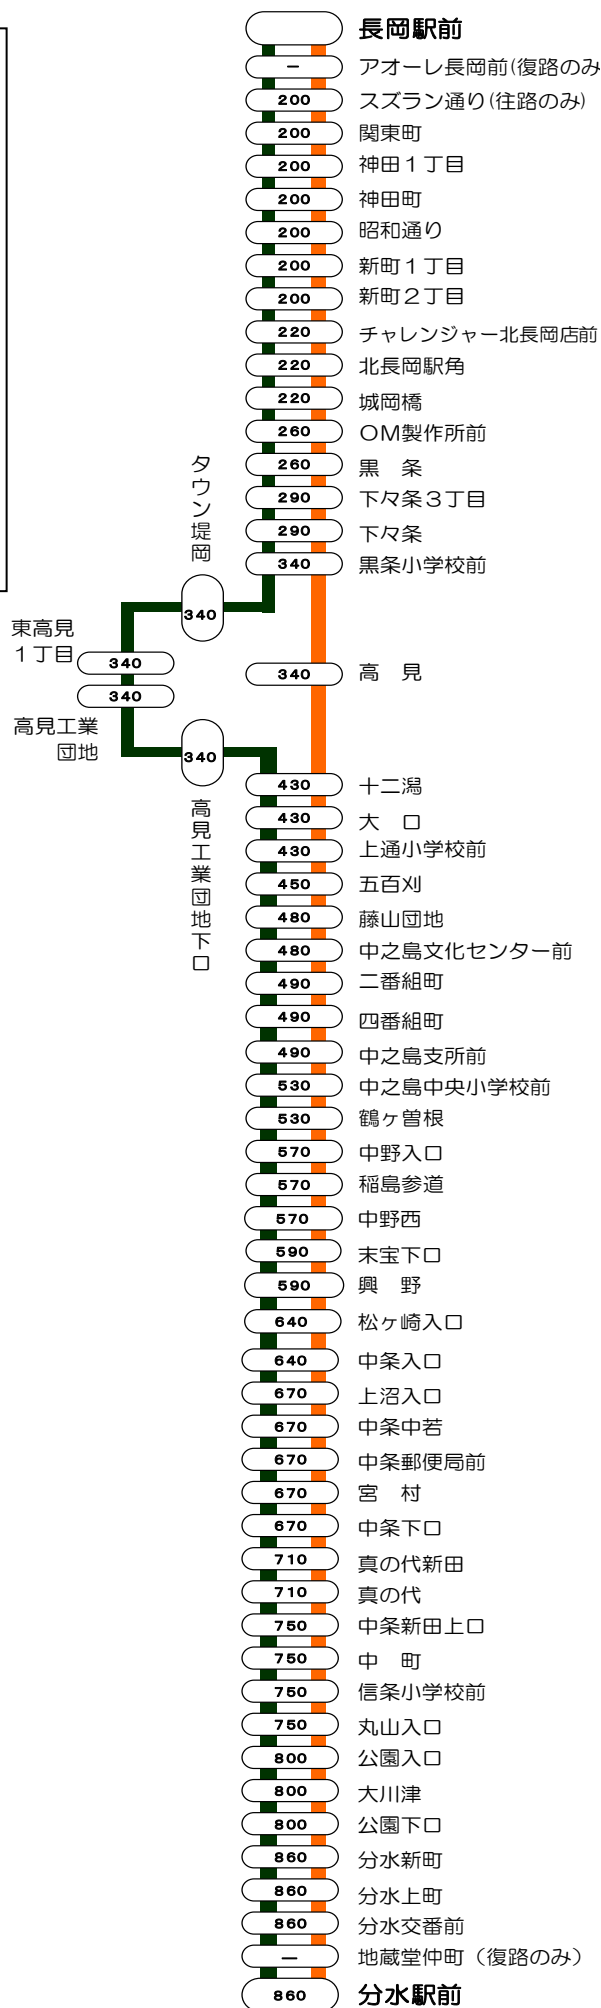 長岡駅前
－ アオーレ長岡前(復路のみ
200 スズラン通り(往路のみ)
200 関東町
200 神田１丁目
200 神田町
200 昭和通り
200 新町１丁目
200 新町２丁目
220 チャレンジャー北長岡店前
220 北長岡駅角
220 城岡橋
260 ＯＭ製作所前
260 黒　条
290 下々条３丁目
290 下々条
340 黒条小学校前
タウン堤岡
340
東高見
１丁目
340
340
高見工業
団地
340
高見工業団地下口
340 高　見
430 十二潟
430 大　口
430 上通小学校前
450 五百刈
480 藤山団地
480 中之島文化センター前
490 二番組町
490 四番組町
490 中之島支所前
530 中之島中央小学校前
530 鶴ヶ曽根
570 中野入口
570 稲島参道
570 中野西
590 末宝下口
590 興　野
640 松ヶ崎入口
640 中条入口
670 上沼入口
670 中条中若
670 中条郵便局前
670 宮　村
670 中条下口
710 真の代新田
710 真の代
750 中条新田上口
750 中　町
750 信条小学校前
750 丸山入口
800 公園入口
800 大川津
800 公園下口
860 分水新町
860 分水上町
860 分水交番前
－ 地蔵堂仲町（復路のみ）
860 分水駅前